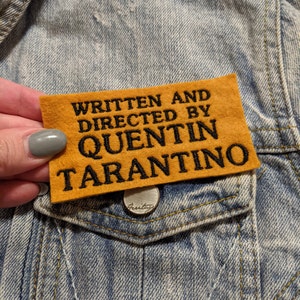 WRITTEN AND
DIRECTED BY
QUENTIN
TARANTINO